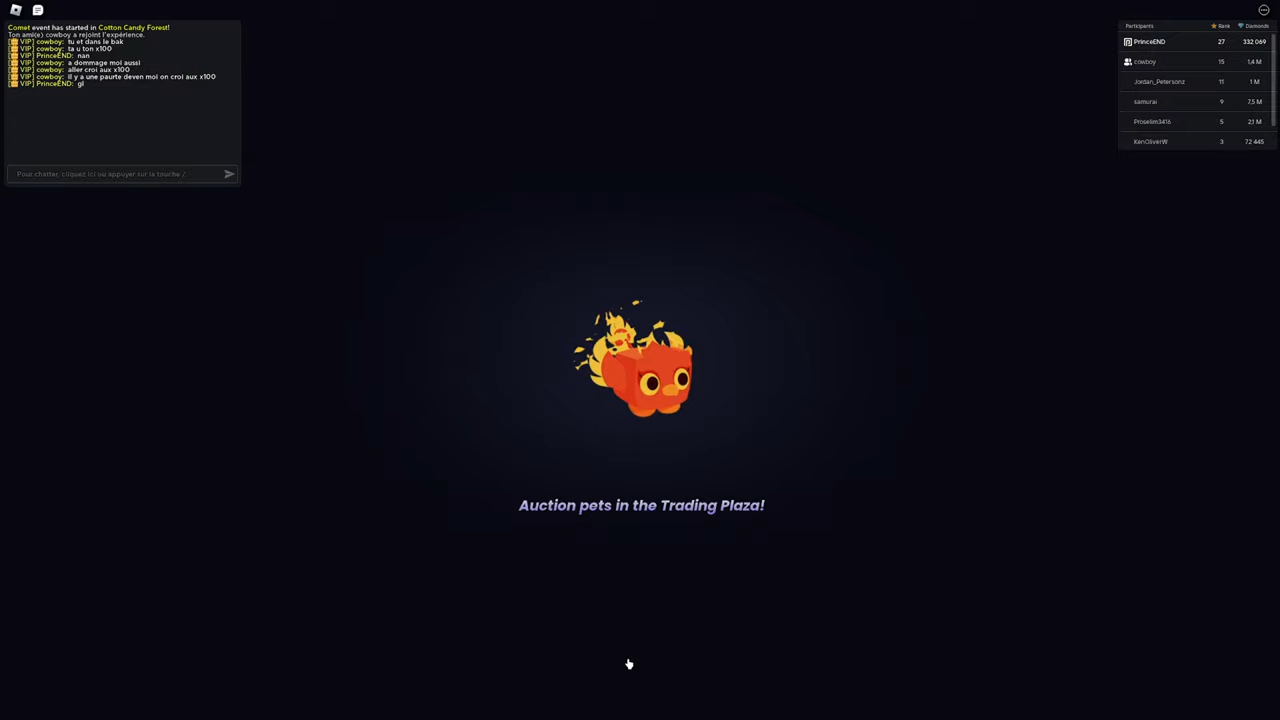 Comet event has started in Cotton Candy Forest!
Ton ami(e) cowboy a rejoint l'expérience.
[VIP] cowboy: tu et dans le bak
[VIP] cowboy: ta u ton x100
[VIP] PrinceEND: nan
[VIP] cowboy: a dommage moi aussi
[VIP] cowboy: aller croi aux x100
[VIP] cowboy: il y a une paurte deven moi on croi aux x100
[VIP] PrinceEND: gi
Pour chatter, cliquez ici ou appuyer sur la touche /
Participants Rank Diamonds
PrinceEND 27 332 069
cowboy 15 1,4 M
Jordan_Petersonz 11 1 M
samurai 9 7,5 M
Proselim3416 5 2,1 M
KenOliverW 3 72 445
Auction pets in the Trading Plaza!